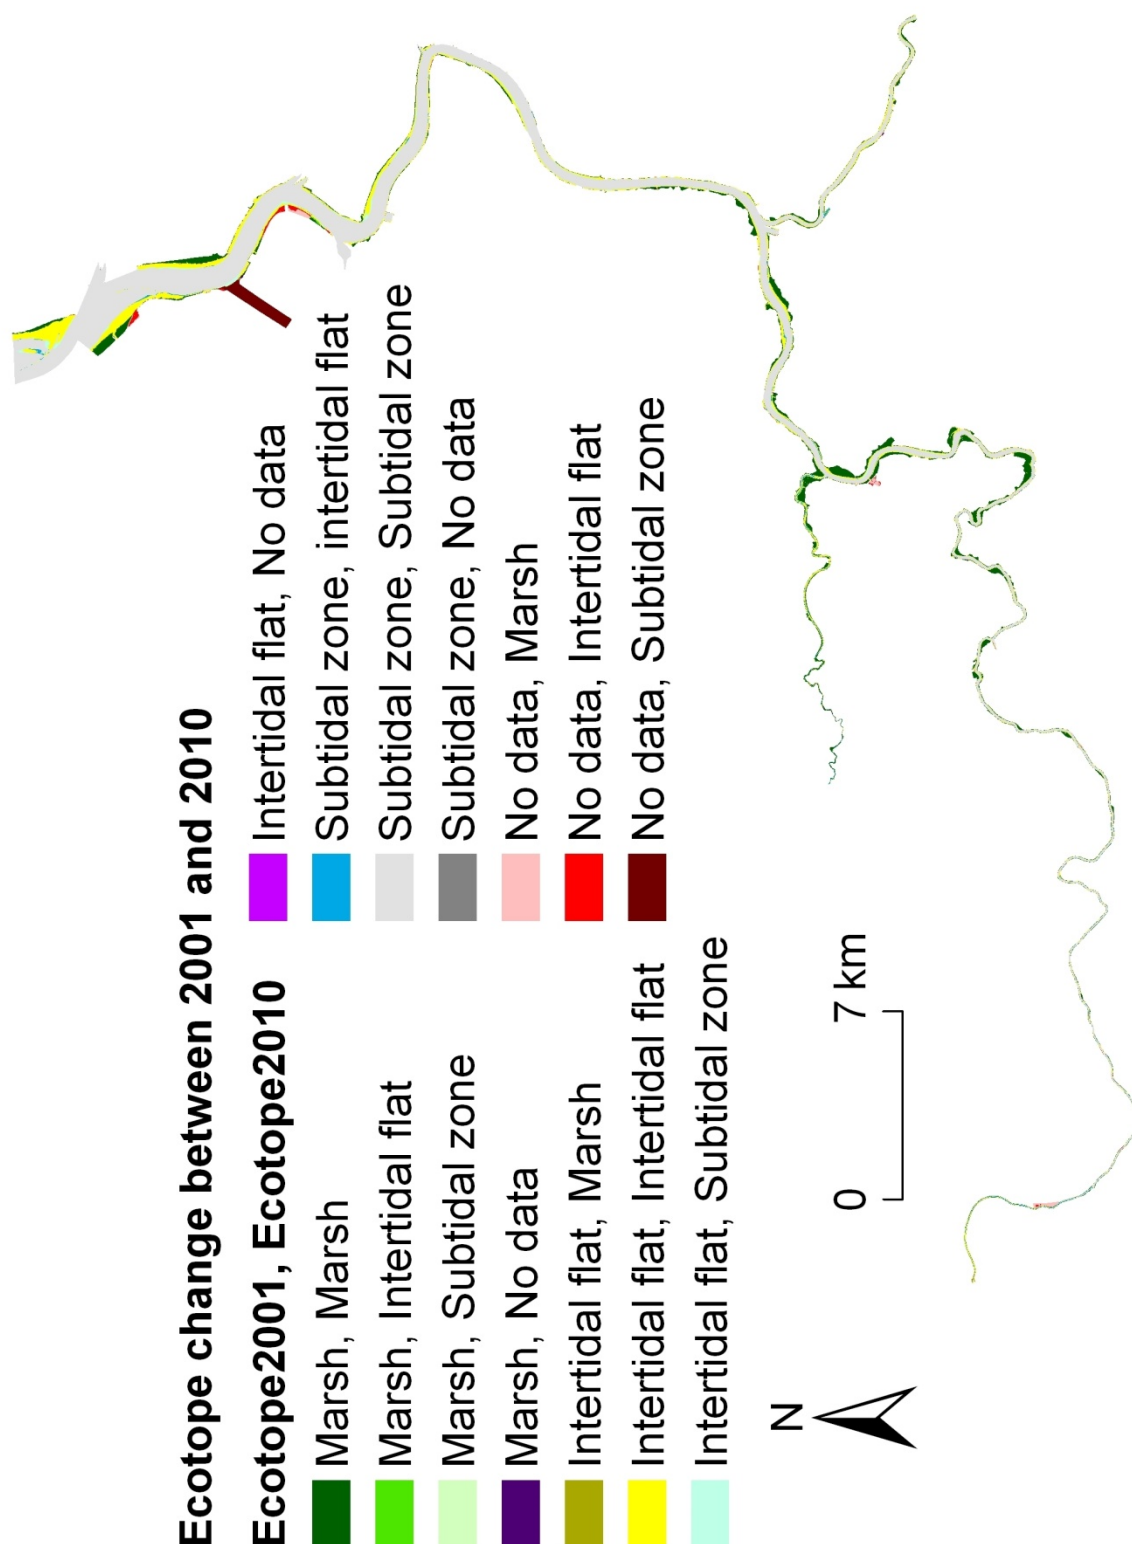 Ecotope change between 2001 and 2010
Ecotope2001, Ecotope2010
Marsh, Marsh
Marsh, Intertidal flat
Marsh, Subtidal zone
Marsh, No data
Intertidal flat, Marsh
Intertidal flat, Intertidal flat
Intertidal flat, Subtidal zone
Intertidal flat, No data
Subtidal zone, intertidal flat
Subtidal zone, Subtidal zone
Subtidal zone, No data
No data, Marsh
No data, Intertidal flat
No data, Subtidal zone
N
0 7 km